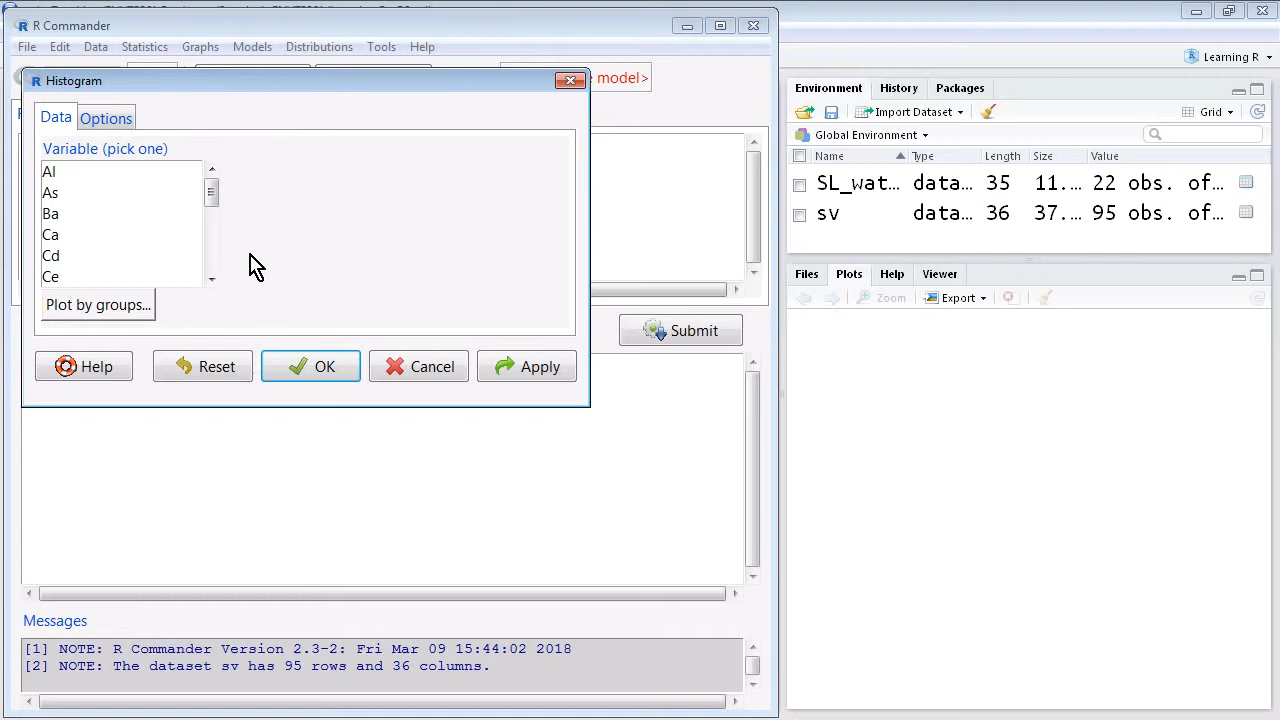 R Commander
File Edit Data Statistics Graphs Models Distributions Tools Help
model>
Histogram
Data Options
Variable (pick one)
Al
As
Ba
Ca
Cd
Ce
Plot by groups...
Help Reset OK Cancel Apply
Submit
Messages
[1] NOTE: R Commander Version 2.3-2: Fri Mar 09 15:44:02 2018
[2] NOTE: The dataset sv has 95 rows and 36 columns.
Learning R
Environment History Packages
Import Dataset Grid
Global Environment
Name Type Length Size Value
SL_wat... data... 35 11.... 22 obs. of...
sv data... 36 37.... 95 obs. of...
Files Plots Help Viewer
Zoom Export